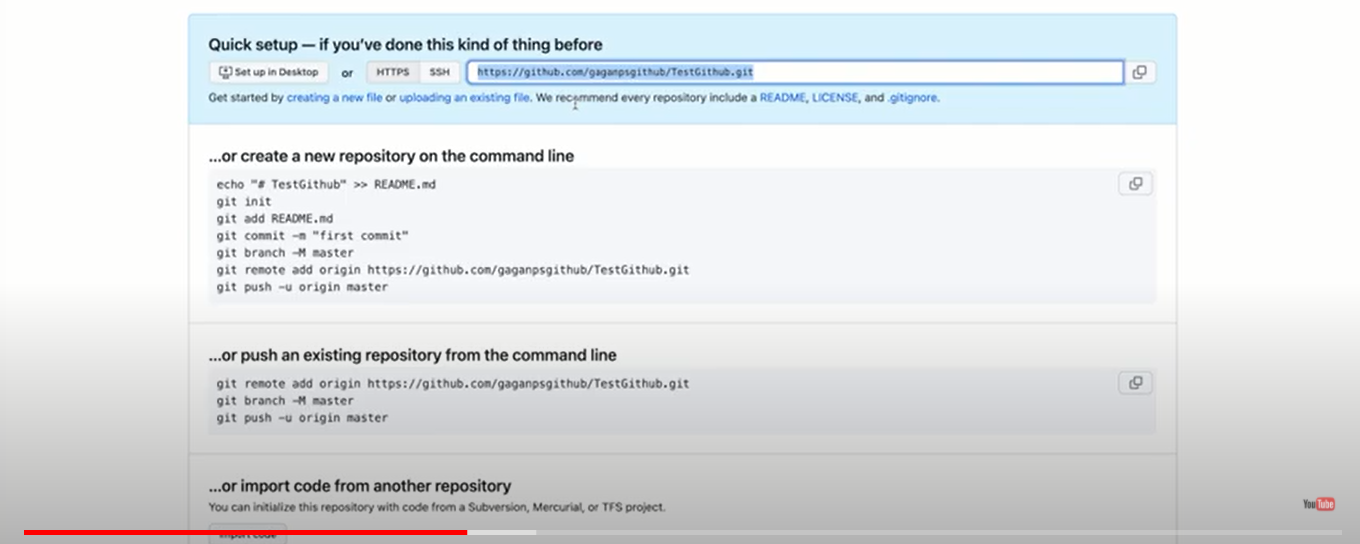 Quick setup — if you've done this kind of thing before
Set up in Desktop or HTTPS SSH https://github.com/gaganpsgithub/TestGithub.git
Get started by creating a new file or uploading an existing file. We recommend every repository include a README, LICENSE, and .gitignore.
...or create a new repository on the command line
echo "# TestGithub" >> README.md
git init
git add README.md
git commit -m "first commit"
git branch -M master
git remote add origin https://github.com/gaganpsgithub/TestGithub.git
git push -u origin master
...or push an existing repository from the command line
git remote add origin https://github.com/gaganpsgithub/TestGithub.git
git branch -M master
git push -u origin master
...or import code from another repository
You can initialize this repository with code from a Subversion, Mercurial, or TFS project.
YouTube
Import code